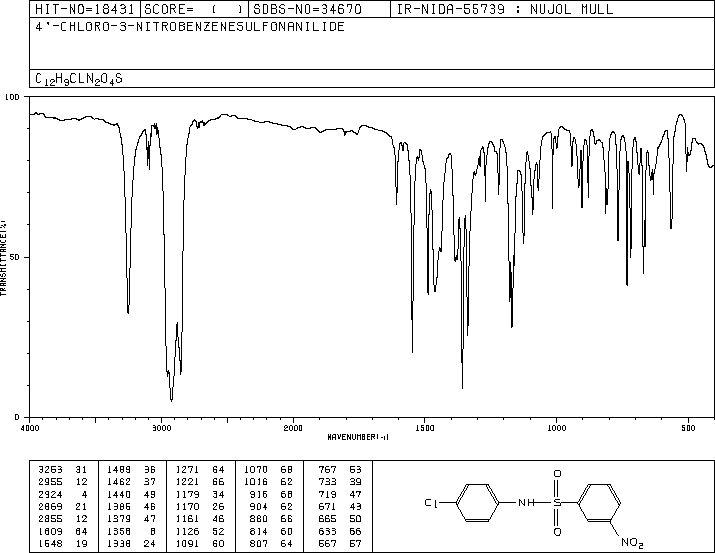 HIT-NO=18431 SCORE= ( ) SDBS-NO=34670 IR-NIDA-55739 : NUJOL MULL
4'-CHLORO-3-NITROBENZENESULFONANILIDE
C12H9CLN2O4S
100
50
0
TRANSMITTANCE(%)
4000 3000 2000 1500 1000 500
WAVENUMBER(-1)
3253 31 1489 36 1271 64 1070 68 767 53
2955 12 1462 37 1221 66 1016 62 733 39
2924 4 1440 49 1179 34 916 68 719 47
2869 21 1386 46 1170 26 904 62 671 43
2855 12 1379 47 1161 46 880 66 665 50
1609 64 1358 8 1126 52 814 60 633 66
1548 19 1338 24 1091 60 807 64 567 57
O
Cl NH S
O
NO2